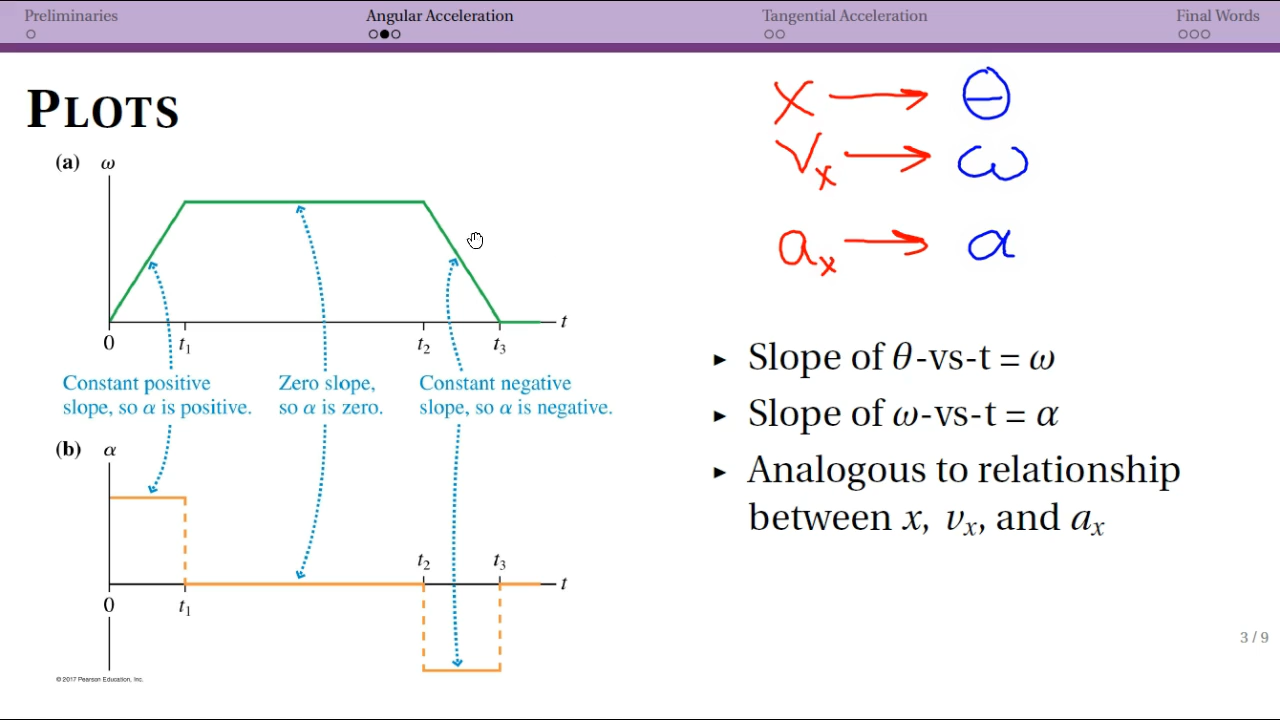 Preliminaries
Angular Acceleration
Tangential Acceleration
Final Words
PLOTS
(a) ω
0 t₁ t₂ t₃ t
Constant positive
slope, so α is positive.
Zero slope,
so α is zero.
Constant negative
slope, so α is negative.
(b) α
t₂ t₃ t
0 t₁
© 2017 Pearson Education, Inc.
x → θ
vₓ → ω
aₓ → α
▸ Slope of θ-vs-t = ω
▸ Slope of ω-vs-t = α
▸ Analogous to relationship
between x, vₓ, and aₓ
3 / 9